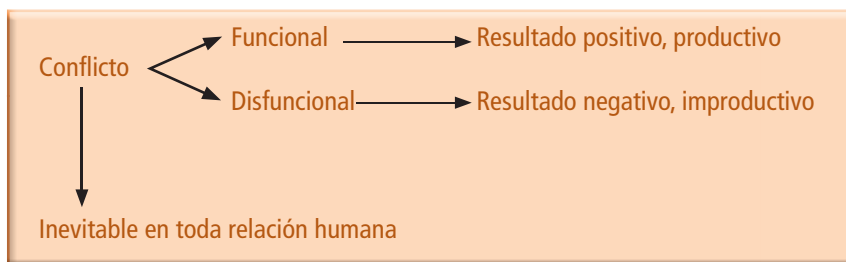 Funcional
Resultado positivo, productivo
Conflicto
Disfuncional
Resultado negativo, improductivo
Inevitable en toda relación humana